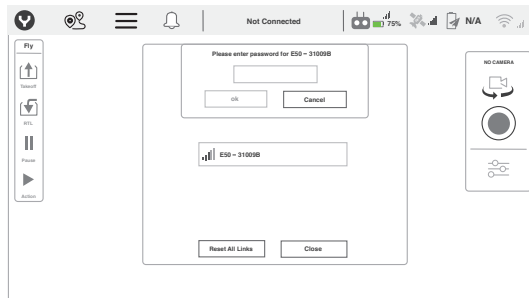 Not Connected
75%
N/A
Fly
Takeoff
RTL
Pause
Action
Please enter password for E50 – 31009B
ok
Cancel
E50 – 31009B
Reset All Links
Close
NO CAMERA